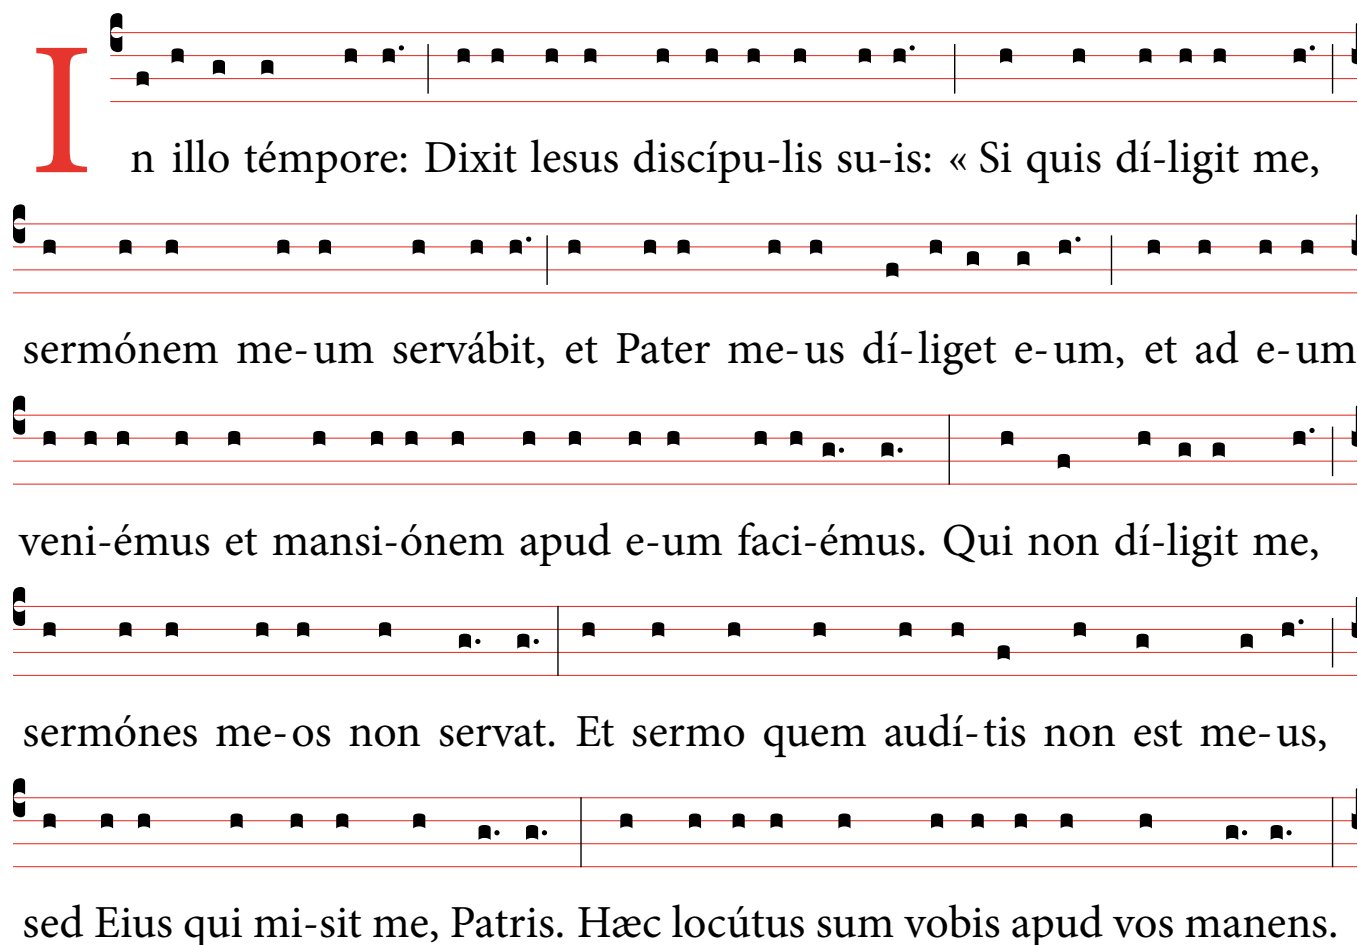 In illo témpore: Dixit Iesus discípu-lis su-is: « Si quis dí-ligit me,
sermónem me-um servábit, et Pater me-us dí-liget e-um, et ad e-um
veni-émus et mansi-ónem apud e-um faci-émus. Qui non dí-ligit me,
sermónes me-os non servat. Et sermo quem audí-tis non est me-us,
sed Eius qui mi-sit me, Patris. Hæc locútus sum vobis apud vos manens.